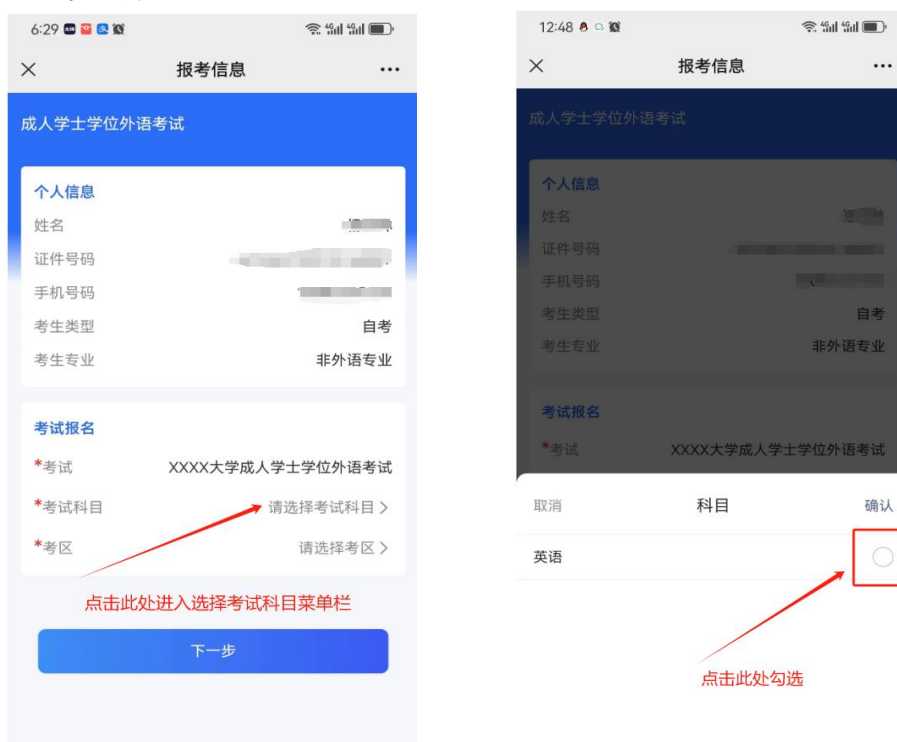 6:29
报考信息
成人学士学位外语考试
个人信息
姓名
证件号码
手机号码
考生类型 自考
考生专业 非外语专业
考试报名
*考试 XXXX大学成人学士学位外语考试
*考试科目 请选择考试科目 >
*考区 请选择考区 >
点击此处进入选择考试科目菜单栏
下一步
12:48
报考信息
成人学士学位外语考试
个人信息
姓名
证件号码
手机号码
考生类型 自考
考生专业 非外语专业
考试报名
*考试 XXXX大学成人学士学位外语考试
取消 科目 确认
英语
点击此处勾选